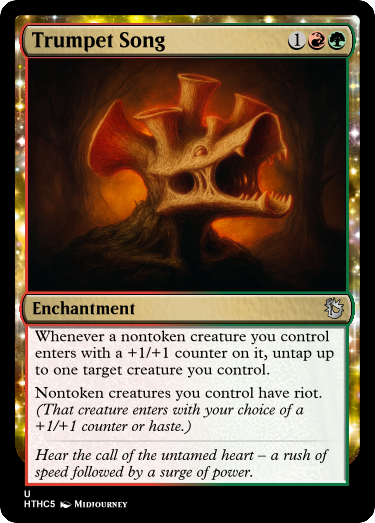 Trumpet Song 1
Enchantment
Whenever a nontoken creature you control
enters with a +1/+1 counter on it, untap up
to one target creature you control.
Nontoken creatures you control have riot.
(That creature enters with your choice of a
+1/+1 counter or haste.)
Hear the call of the untamed heart – a rush of
speed followed by a surge of power.
U
HTHC5 Midjourney